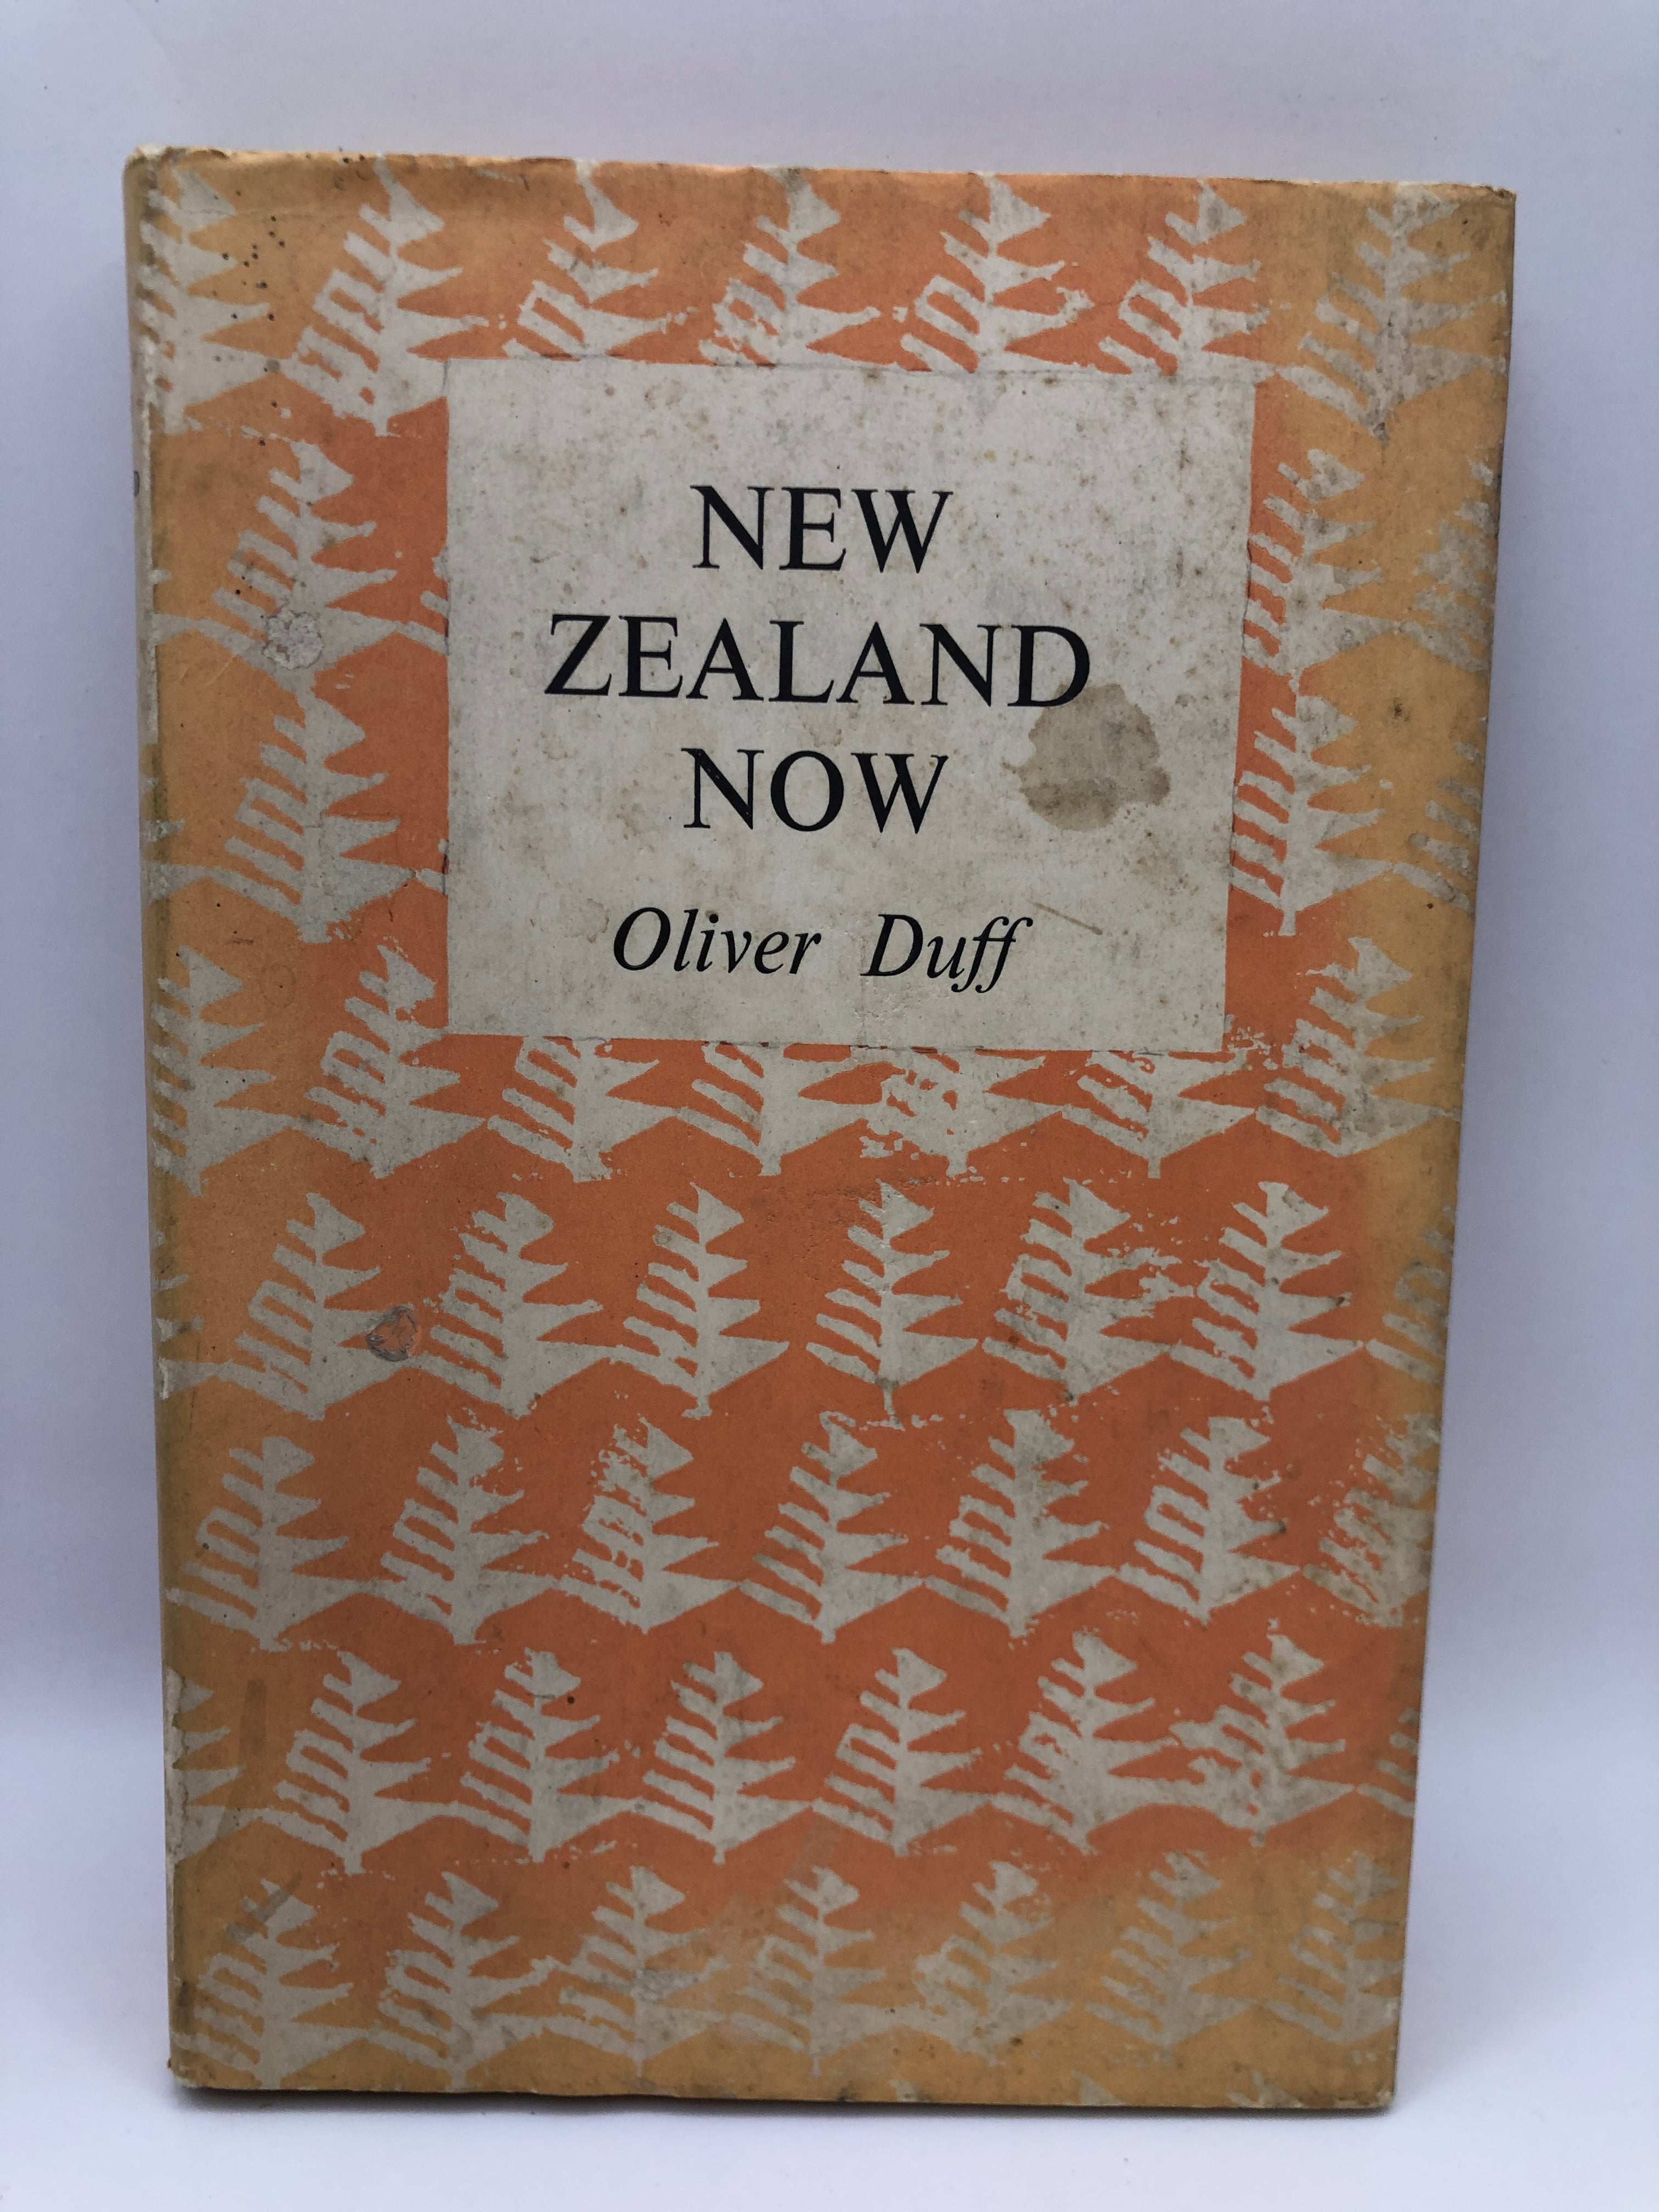 NEW
ZEALAND
NOW
Oliver Duff